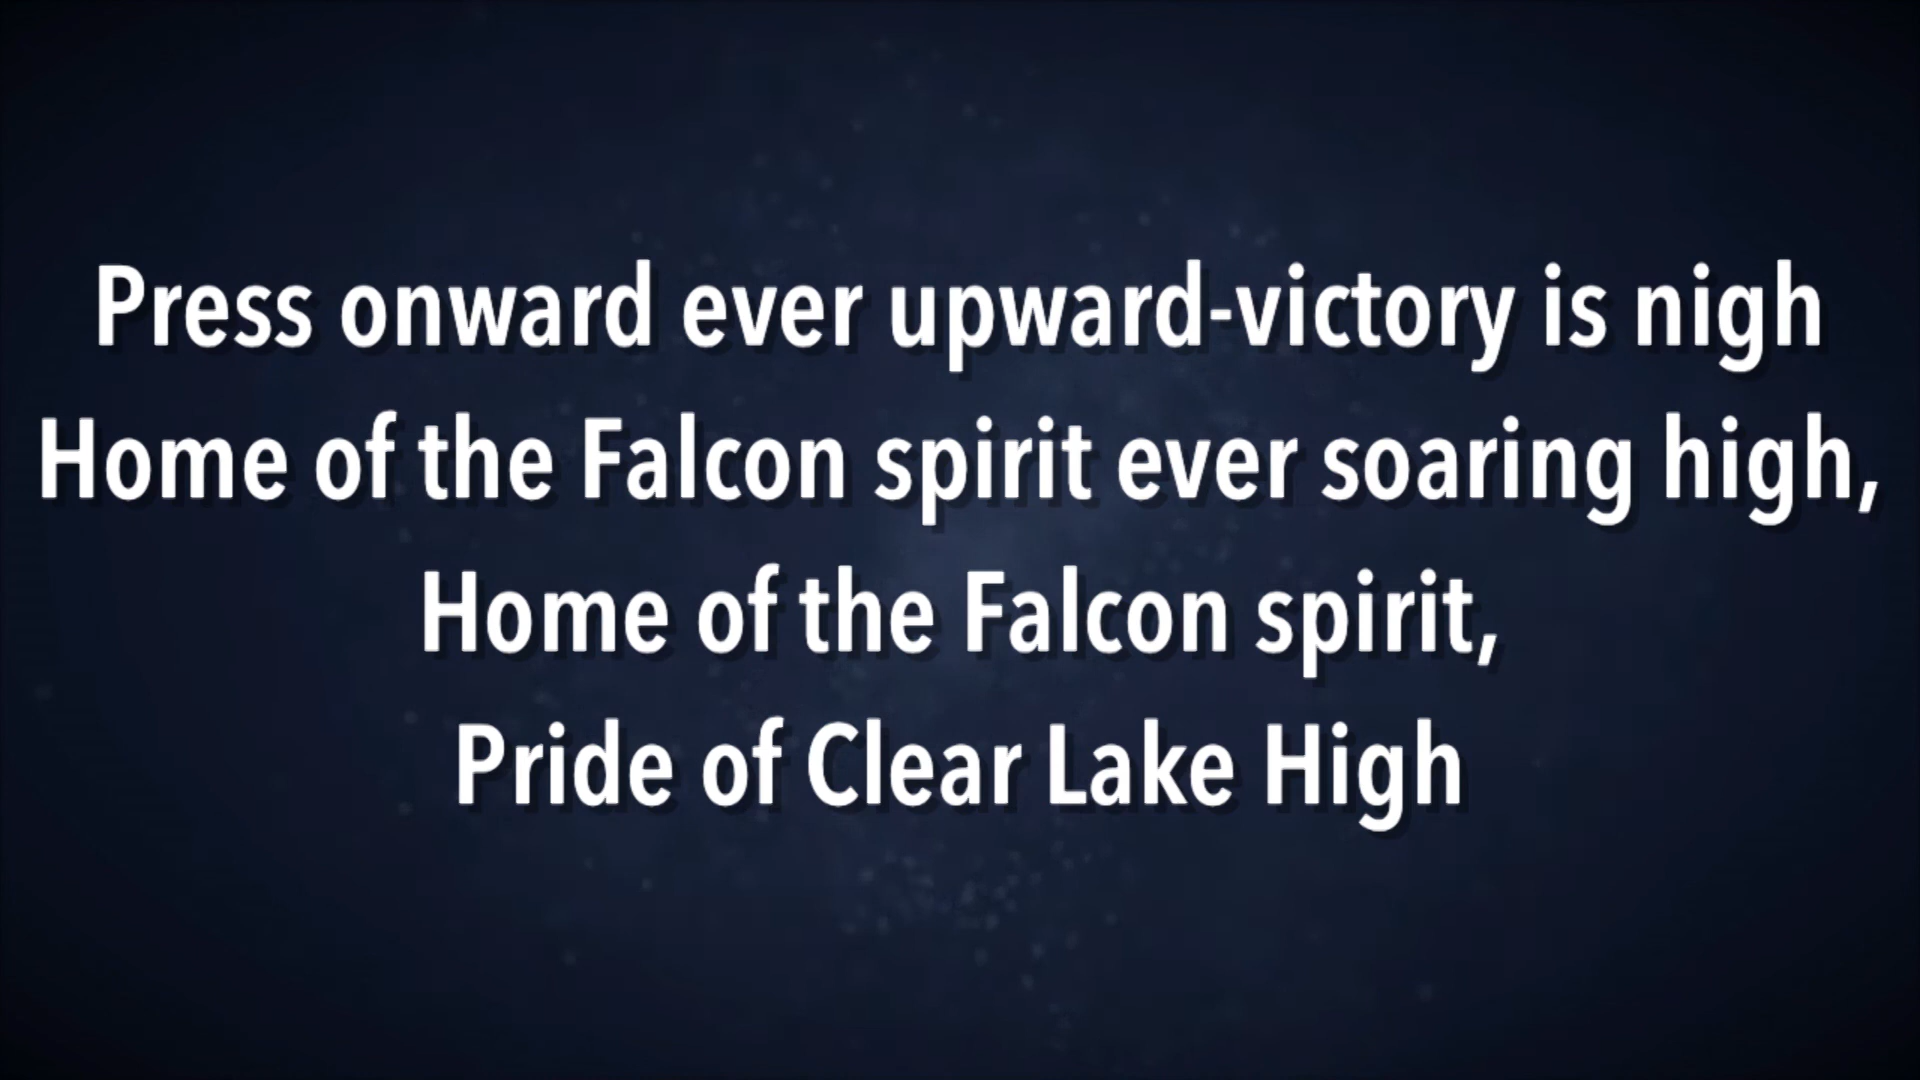 Press onward ever upward-victory is nigh
Home of the Falcon spirit ever soaring high,
Home of the Falcon spirit,
Pride of Clear Lake High